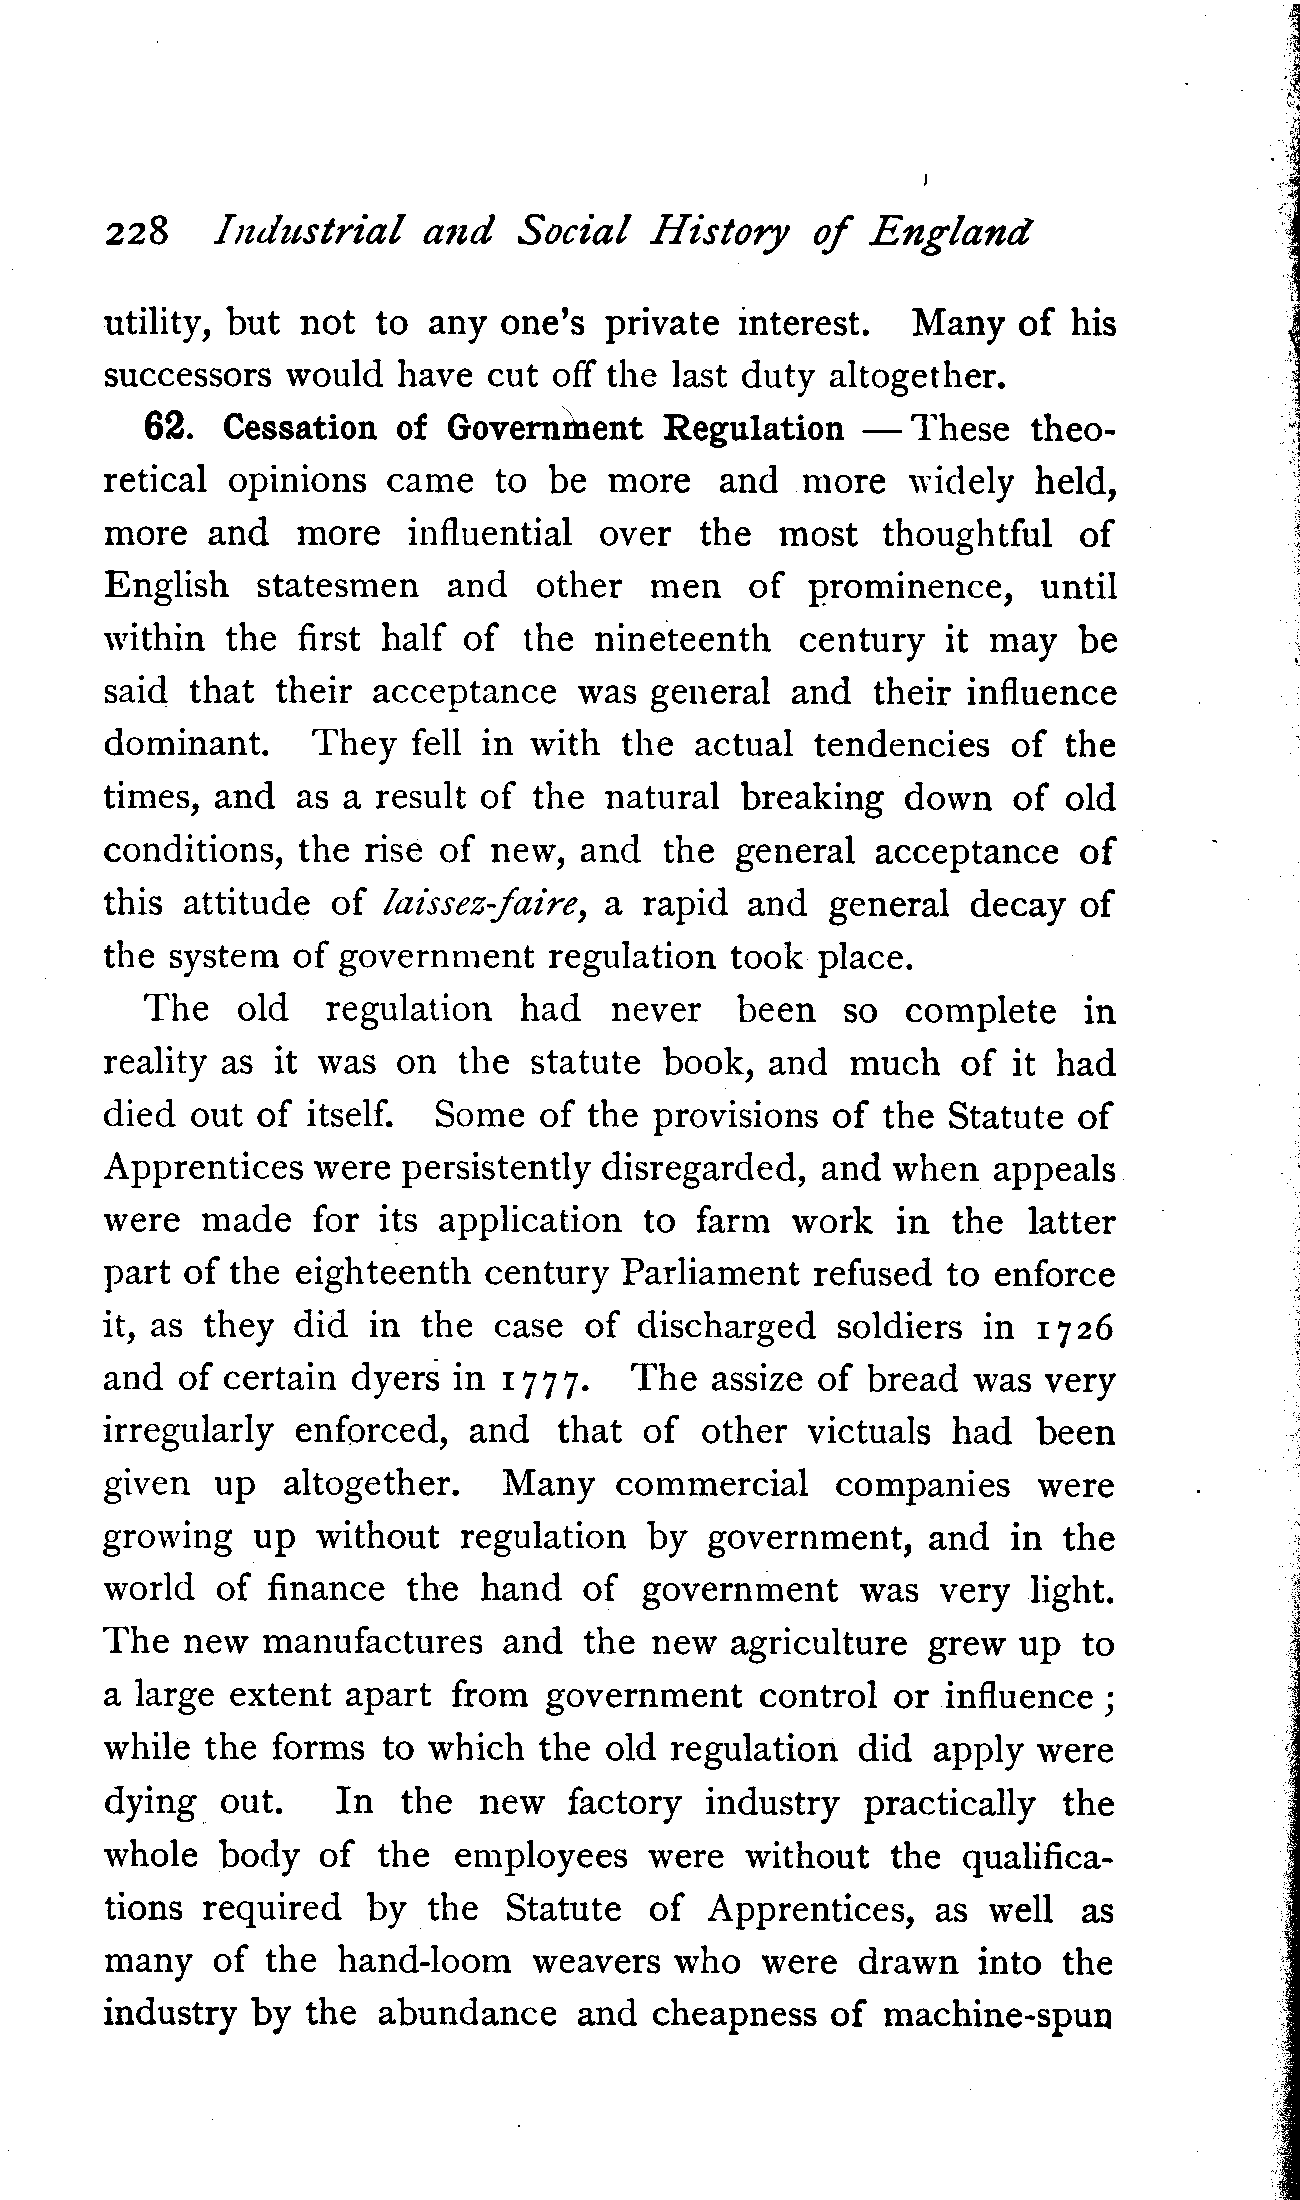 228 Industrial and Social History of England
utility, but not to any one's private interest. Many of his
successors would have cut off the last duty altogether.
62. Cessation of Government Regulation — These theo-
retical opinions came to be more and more widely held,
more and more influential over the most thoughtful of
English statesmen and other men of prominence, until
within the first half of the nineteenth century it may be
said that their acceptance was general and their influence
dominant. They fell in with the actual tendencies of the
times, and as a result of the natural breaking down of old
conditions, the rise of new, and the general acceptance of
this attitude of laissez-faire, a rapid and general decay of
the system of government regulation took place.
The old regulation had never been so complete in
reality as it was on the statute book, and much of it had
died out of itself. Some of the provisions of the Statute of
Apprentices were persistently disregarded, and when appeals
were made for its application to farm work in the latter
part of the eighteenth century Parliament refused to enforce
it, as they did in the case of discharged soldiers in 1726
and of certain dyers in 1777. The assize of bread was very
irregularly enforced, and that of other victuals had been
given up altogether. Many commercial companies were
growing up without regulation by government, and in the
world of finance the hand of government was very light.
The new manufactures and the new agriculture grew up to
a large extent apart from government control or influence ;
while the forms to which the old regulation did apply were
dying out. In the new factory industry practically the
whole body of the employees were without the qualifica-
tions required by the Statute of Apprentices, as well as
many of the hand-loom weavers who were drawn into the
industry by the abundance and cheapness of machine-spun